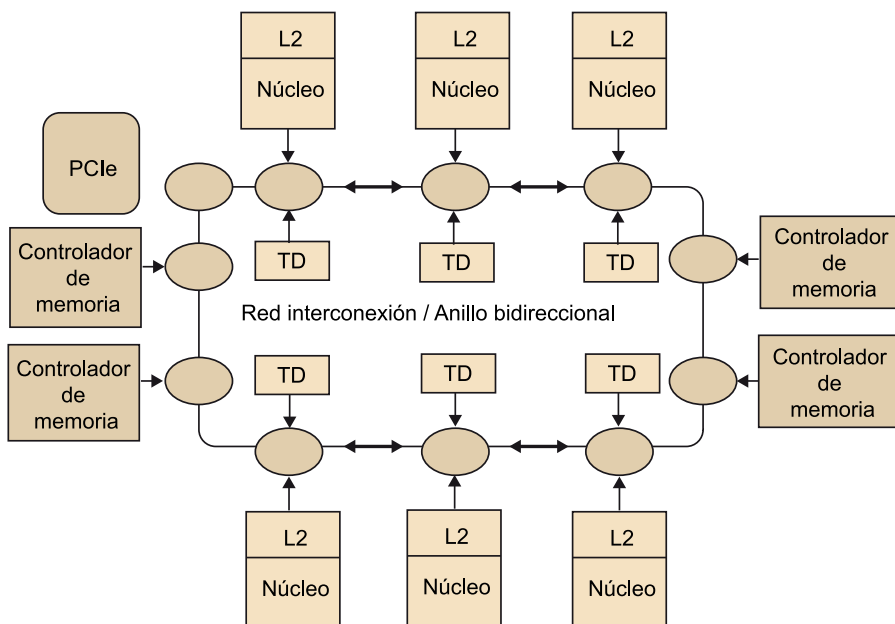 L2
Núcleo
L2
Núcleo
L2
Núcleo
PCIe
Controlador
de
memoria
TD
TD
TD
Controlador
de
memoria
Red interconexión / Anillo bidireccional
Controlador
de
memoria
TD
TD
TD
Controlador
de
memoria
L2
Núcleo
L2
Núcleo
L2
Núcleo